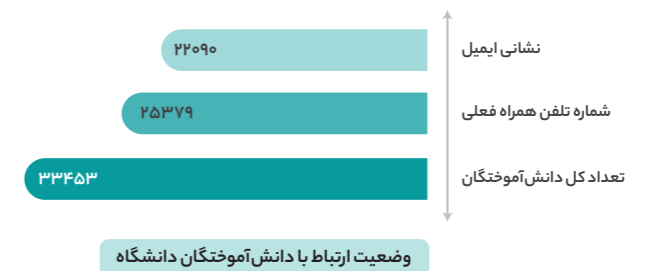 نشانی ایمیل
۲۲۰۹۰
شماره تلفن همراه فعلی
۲۵۳۷۹
تعداد کل دانش‌آموختگان
۳۳۴۵۳
وضعیت ارتباط با دانش‌آموختگان دانشگاه